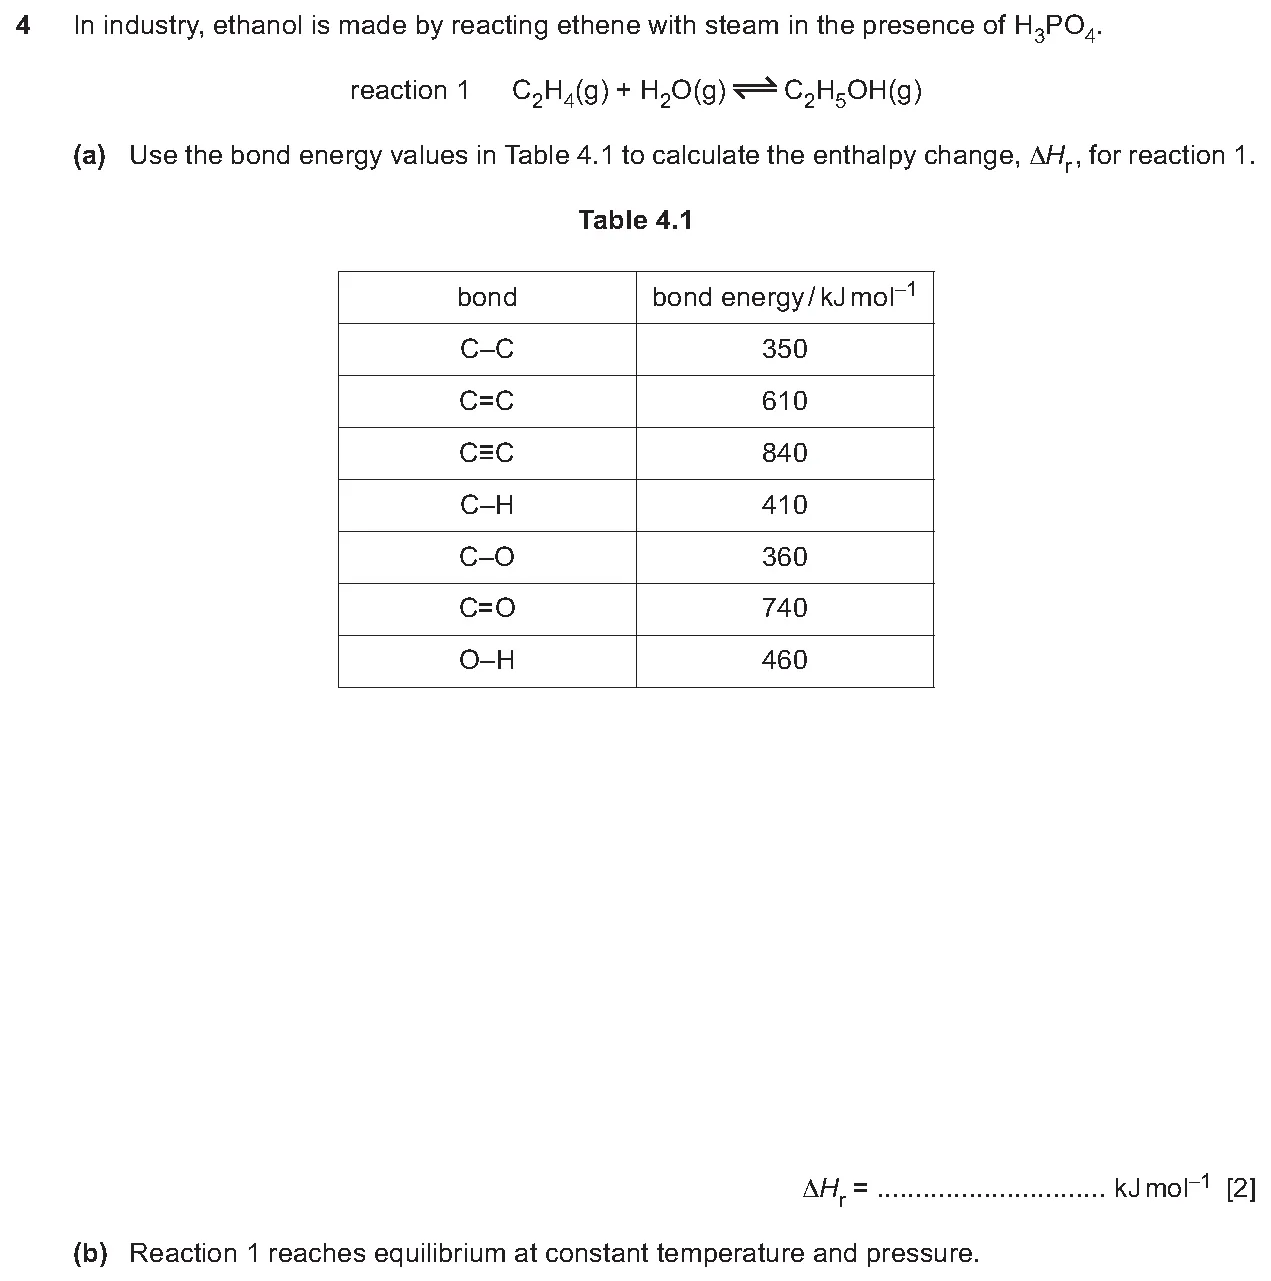 4 In industry, ethanol is made by reacting ethene with steam in the presence of H₃PO₄.
reaction 1 C₂H₄(g) + H₂O(g) ⇌ C₂H₅OH(g)
(a) Use the bond energy values in Table 4.1 to calculate the enthalpy change, ΔHᵣ, for reaction 1.
Table 4.1
bond bond energy / kJ mol⁻¹
C–C 350
C=C 610
C≡C 840
C–H 410
C–O 360
C=O 740
O–H 460
ΔHᵣ = .............................. kJ mol⁻¹ [2]
(b) Reaction 1 reaches equilibrium at constant temperature and pressure.